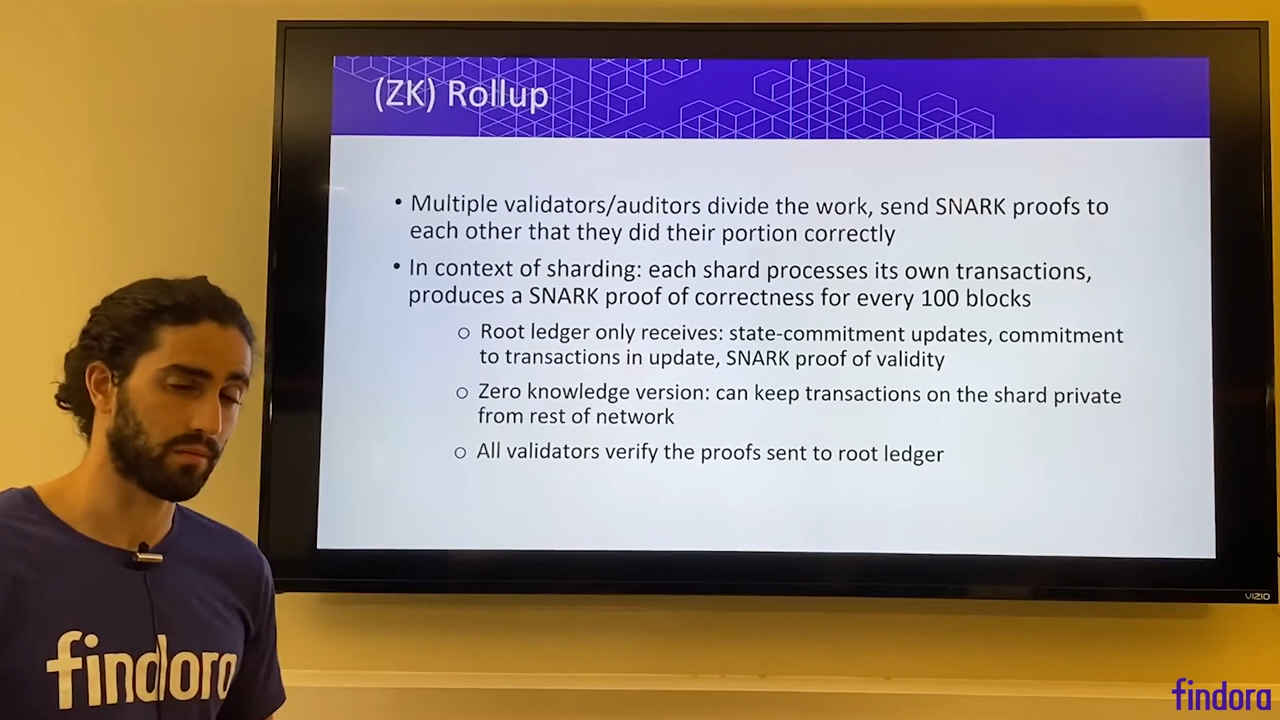 (ZK) Rollup
• Multiple validators/auditors divide the work, send SNARK proofs to
each other that they did their portion correctly
• In context of sharding: each shard processes its own transactions,
produces a SNARK proof of correctness for every 100 blocks
○ Root ledger only receives: state-commitment updates, commitment
to transactions in update, SNARK proof of validity
○ Zero knowledge version: can keep transactions on the shard private
from rest of network
○ All validators verify the proofs sent to root ledger
VIZIO
findora
findora